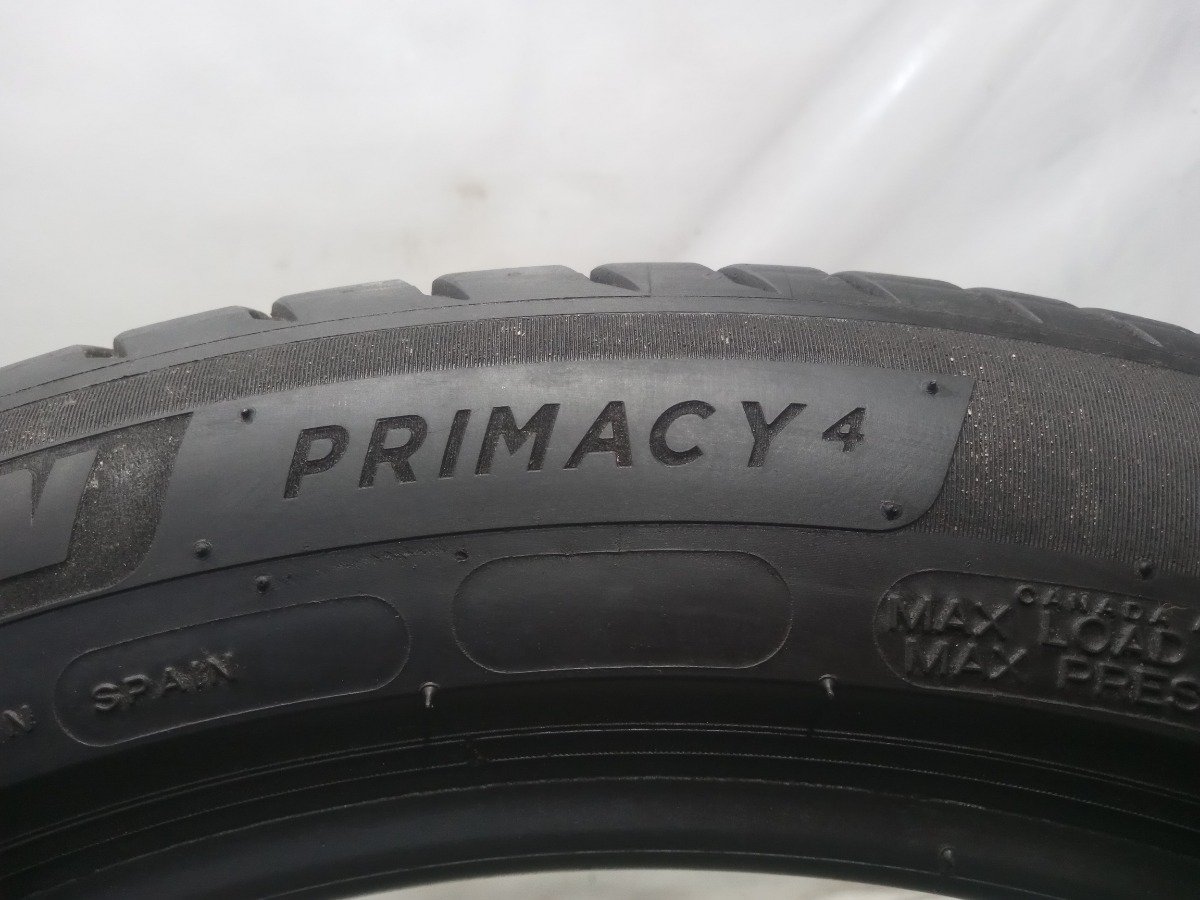 PRIMACY 4
N
SPAIN
CANADA
MAX LOAD
MAX PRES